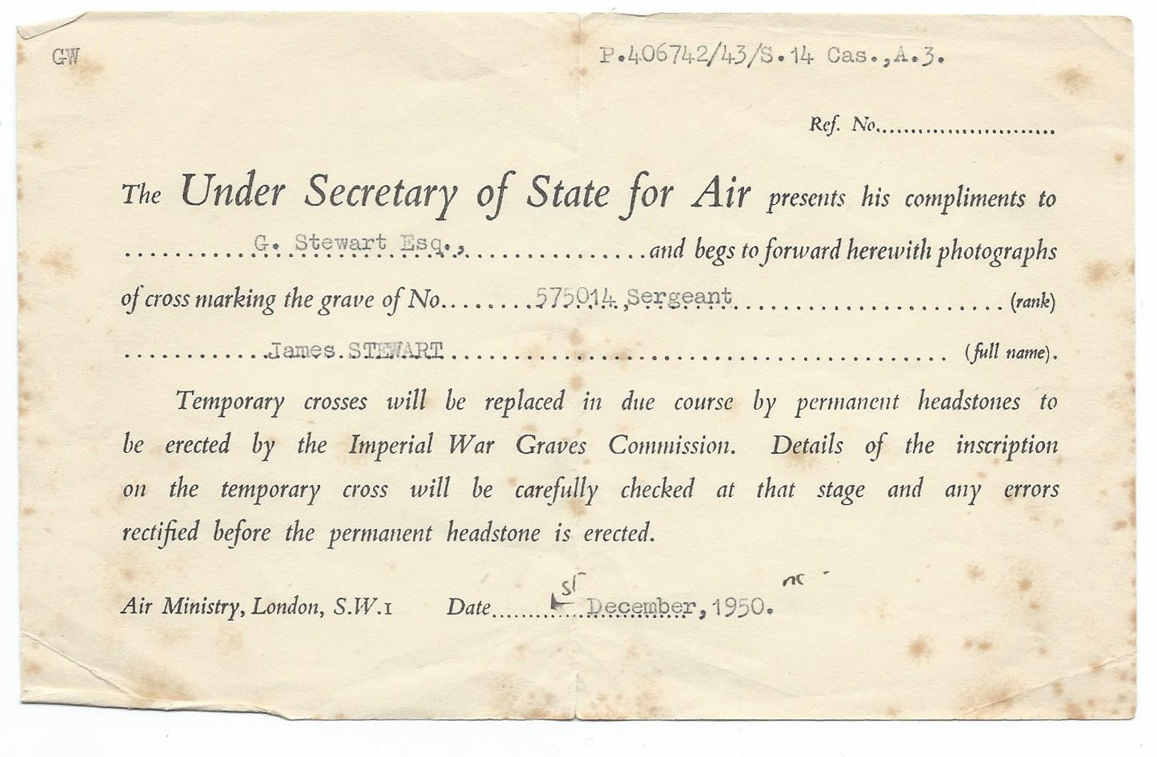 GW
P.406742/43/S.14 Cas.,A.3.
Ref. No........................
The Under Secretary of State for Air presents his compliments to
G. Stewart Esq., and begs to forward herewith photographs
of cross marking the grave of No. 575014,Sergeant (rank)
James STEWART (full name).
Temporary crosses will be replaced in due course by permanent headstones to
be erected by the Imperial War Graves Commission. Details of the inscription
on the temporary cross will be carefully checked at that stage and any errors
rectified before the permanent headstone is erected.
Air Ministry, London, S.W.1 Date st December, 1950.